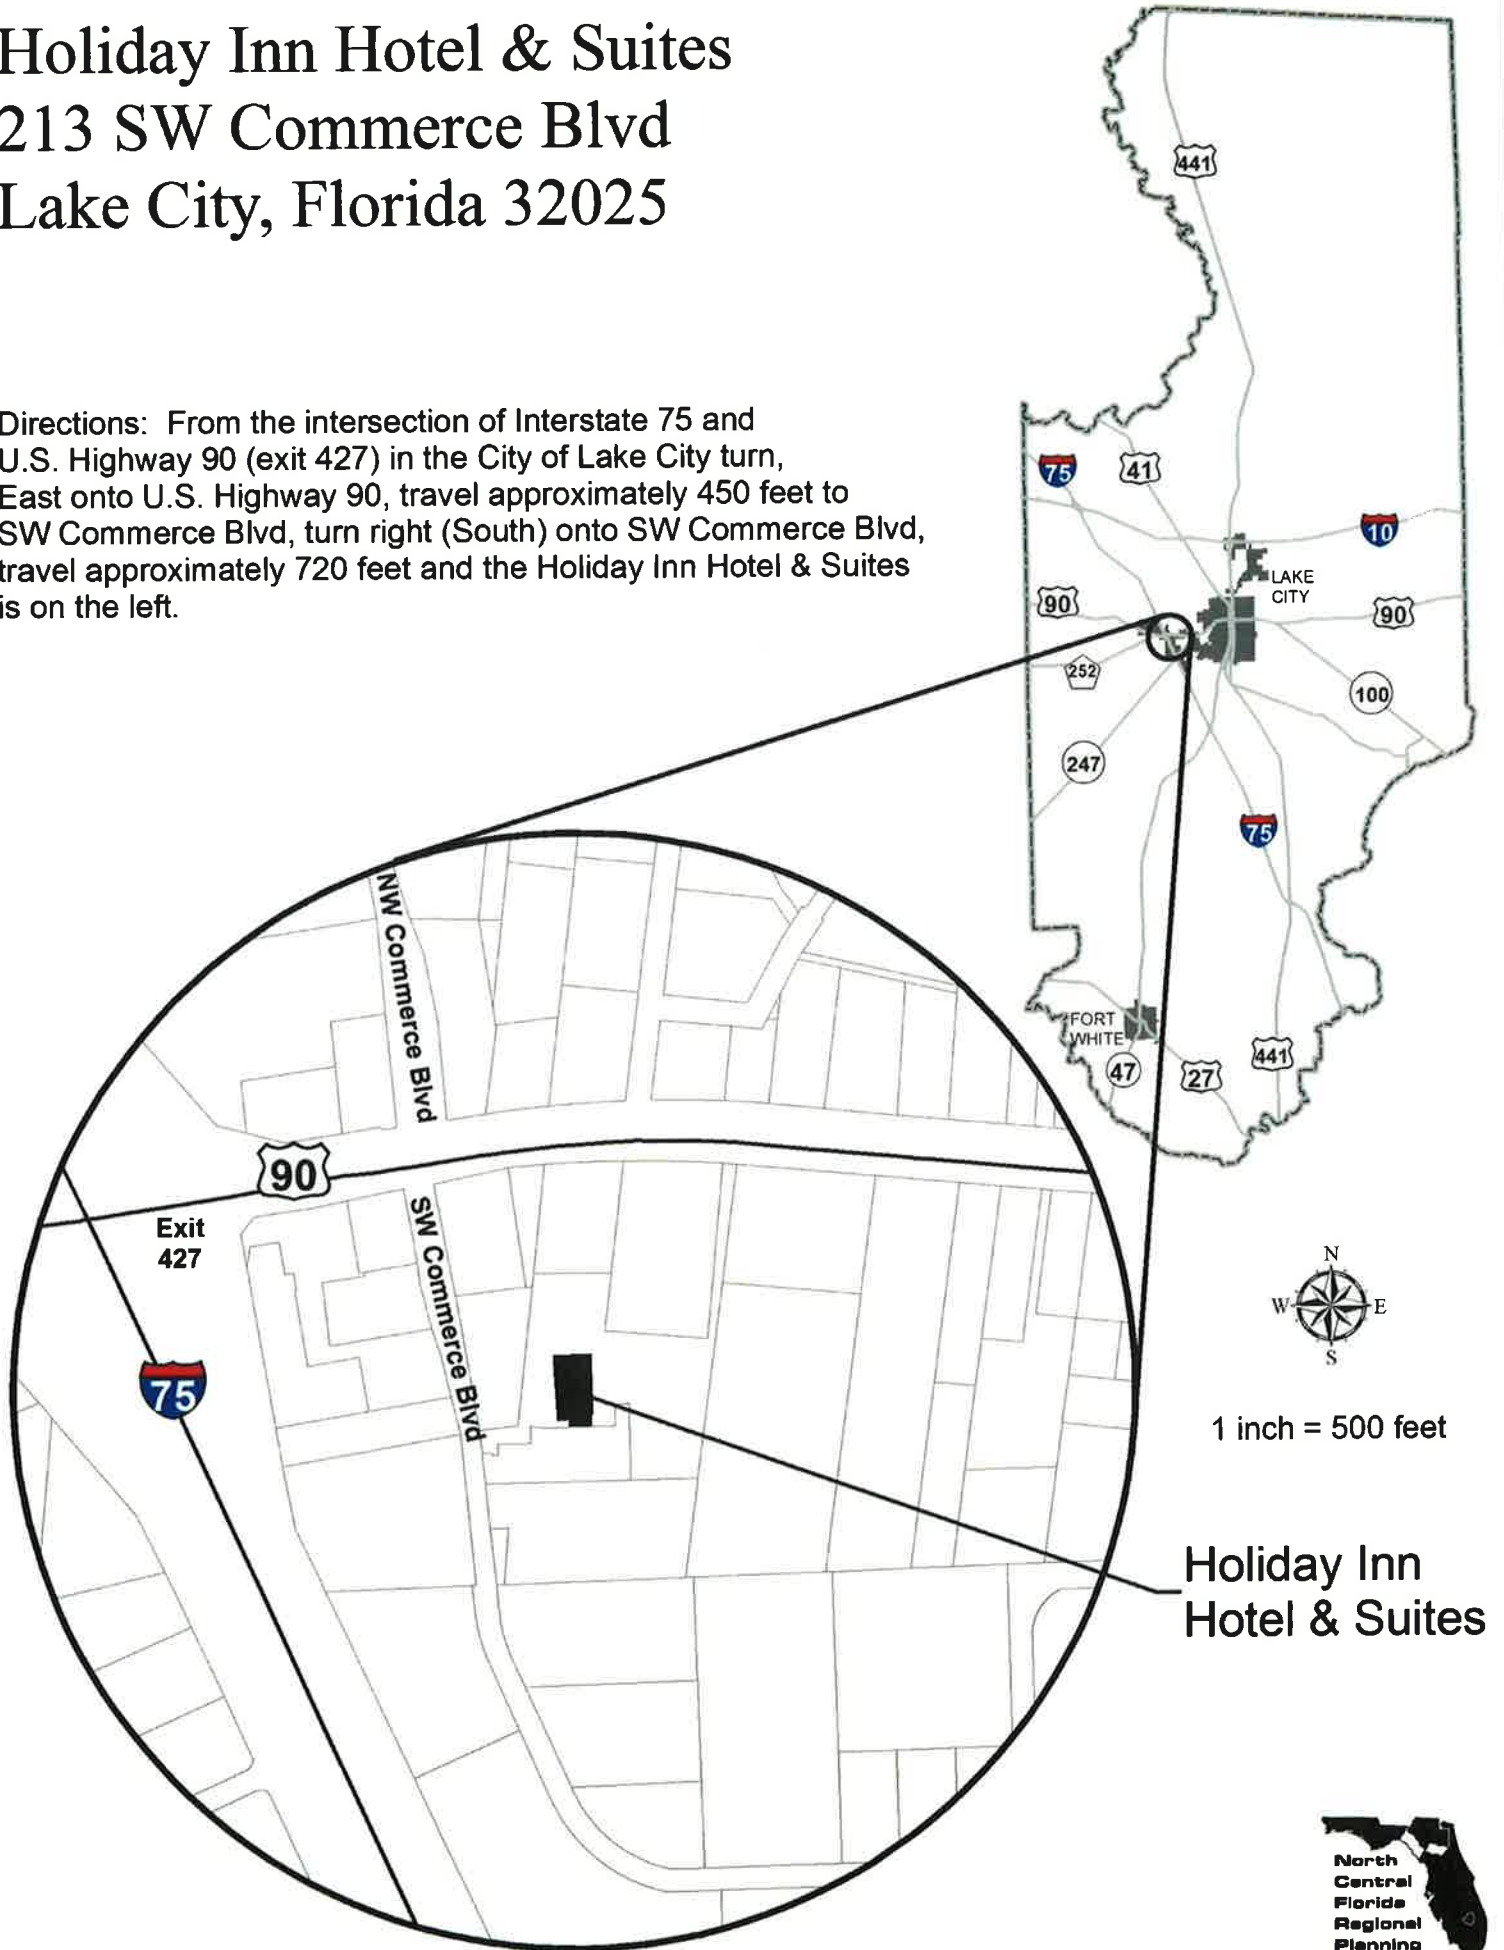 Holiday Inn Hotel & Suites
213 SW Commerce Blvd
Lake City, Florida 32025
Directions: From the intersection of Interstate 75 and
U.S. Highway 90 (exit 427) in the City of Lake City turn,
East onto U.S. Highway 90, travel approximately 450 feet to
SW Commerce Blvd, turn right (South) onto SW Commerce Blvd,
travel approximately 720 feet and the Holiday Inn Hotel & Suites
is on the left.
441
75
41
10
LAKE
CITY
90
90
252
100
247
75
FORT
WHITE
47
27
441
NW Commerce Blvd
90
Exit
427
SW Commerce Blvd
75
N
W
E
S
1 inch = 500 feet
Holiday Inn
Hotel & Suites
North
Central
Florida
Regional
Planning